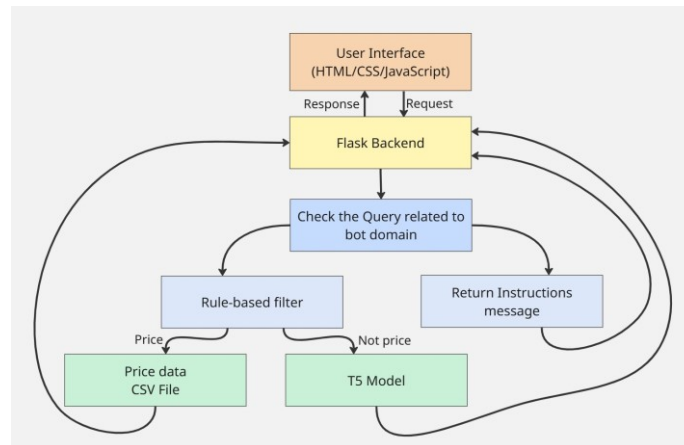 User Interface
(HTML/CSS/JavaScript)
Response
Request
Flask Backend
Check the Query related to
bot domain
Rule-based filter
Return Instructions
message
Price
Not price
Price data
CSV File
T5 Model